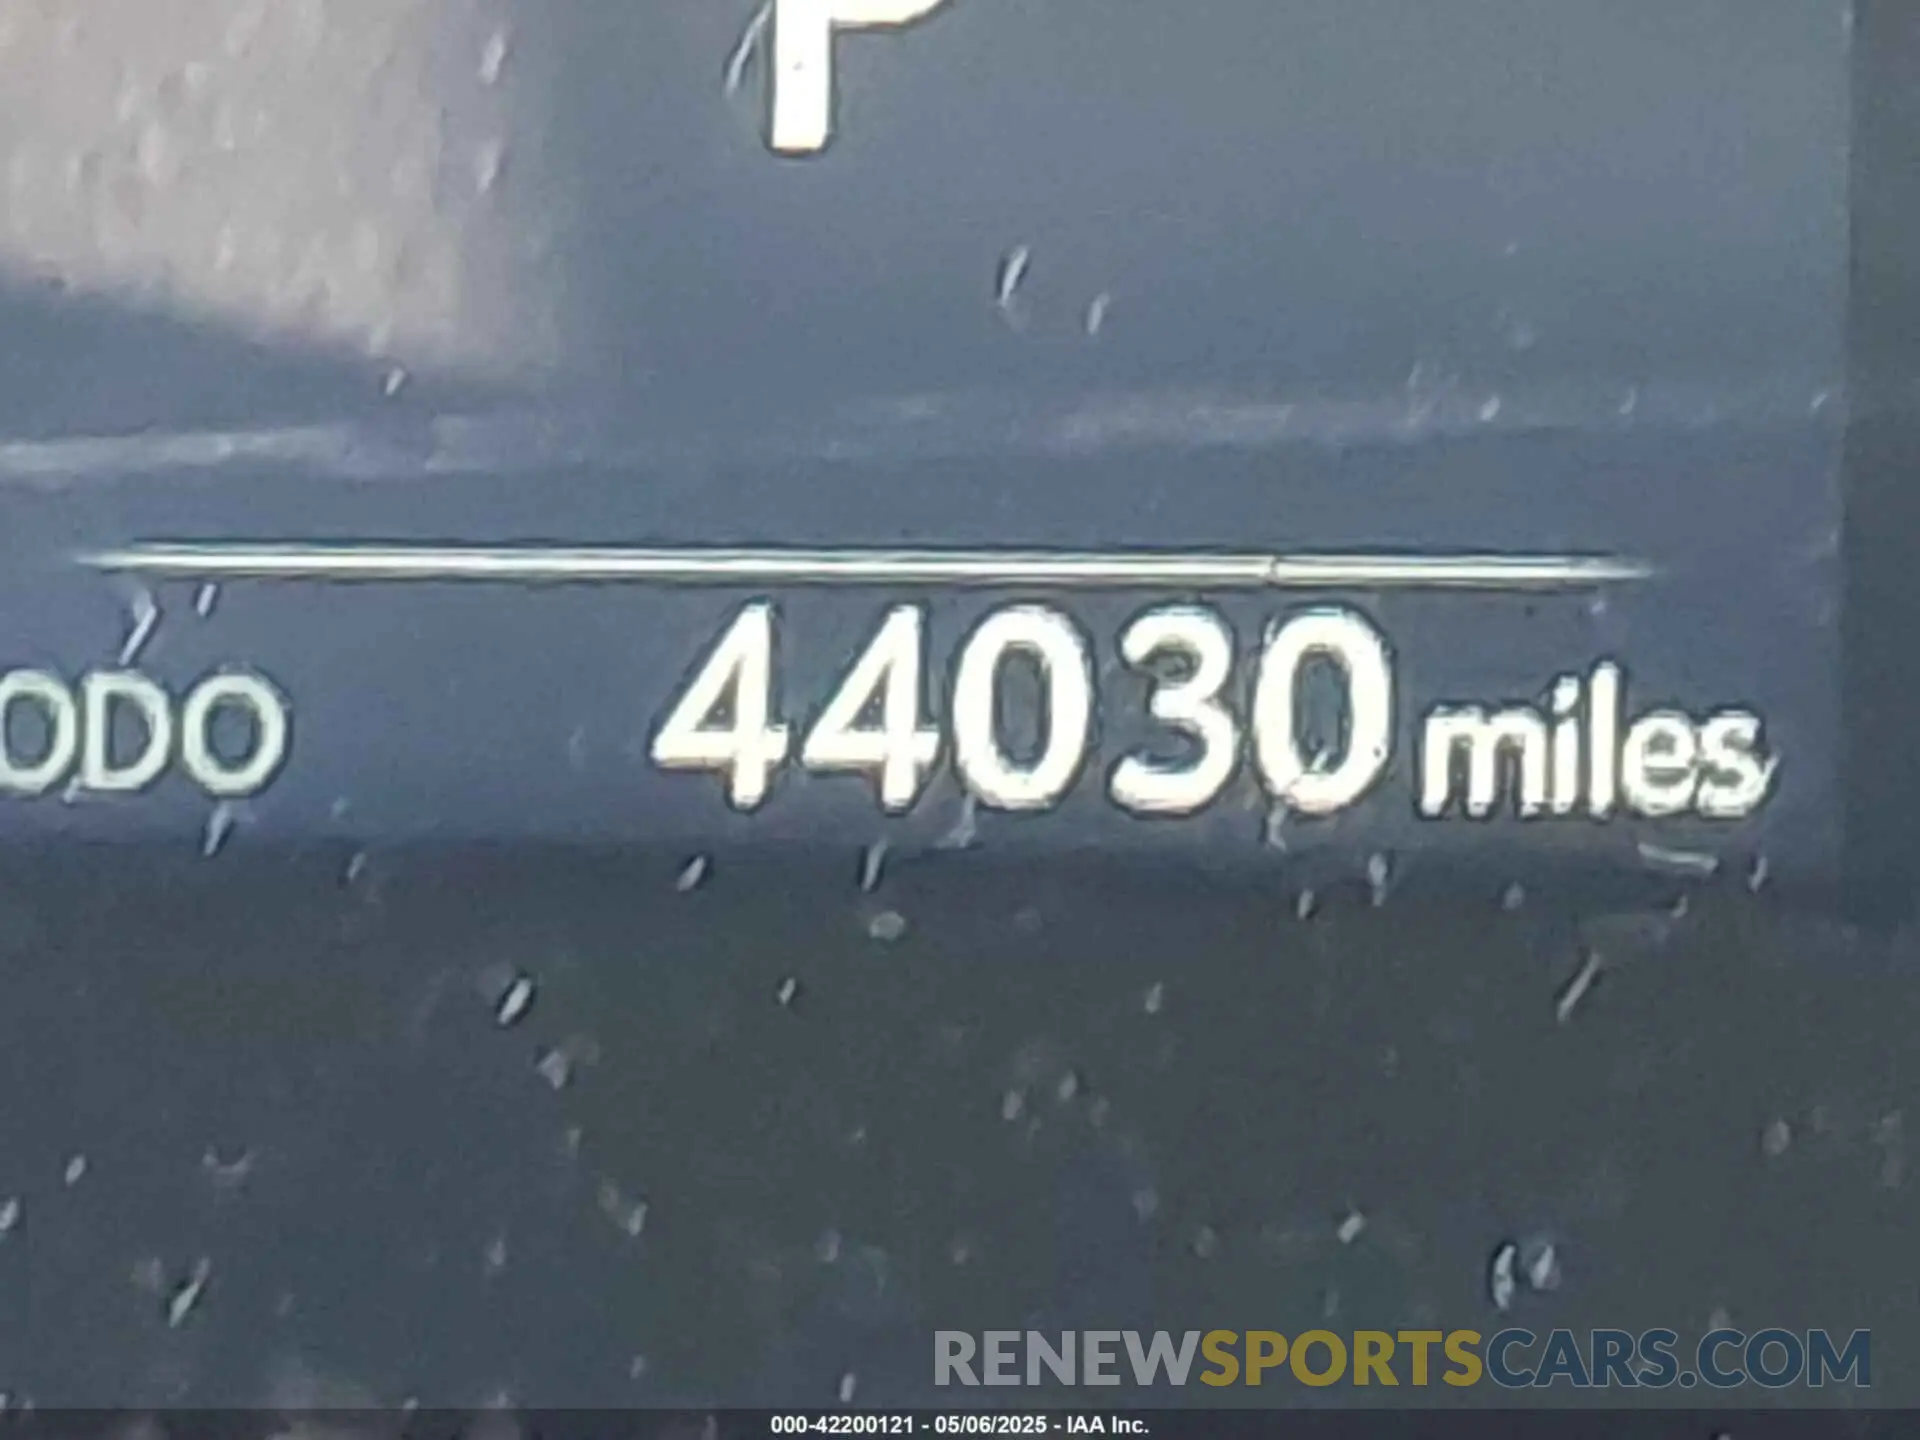 P
ODO 44030 miles
RENEWSPORTSCARS.COM
000-42200121 - 05/06/2025 - IAA Inc.